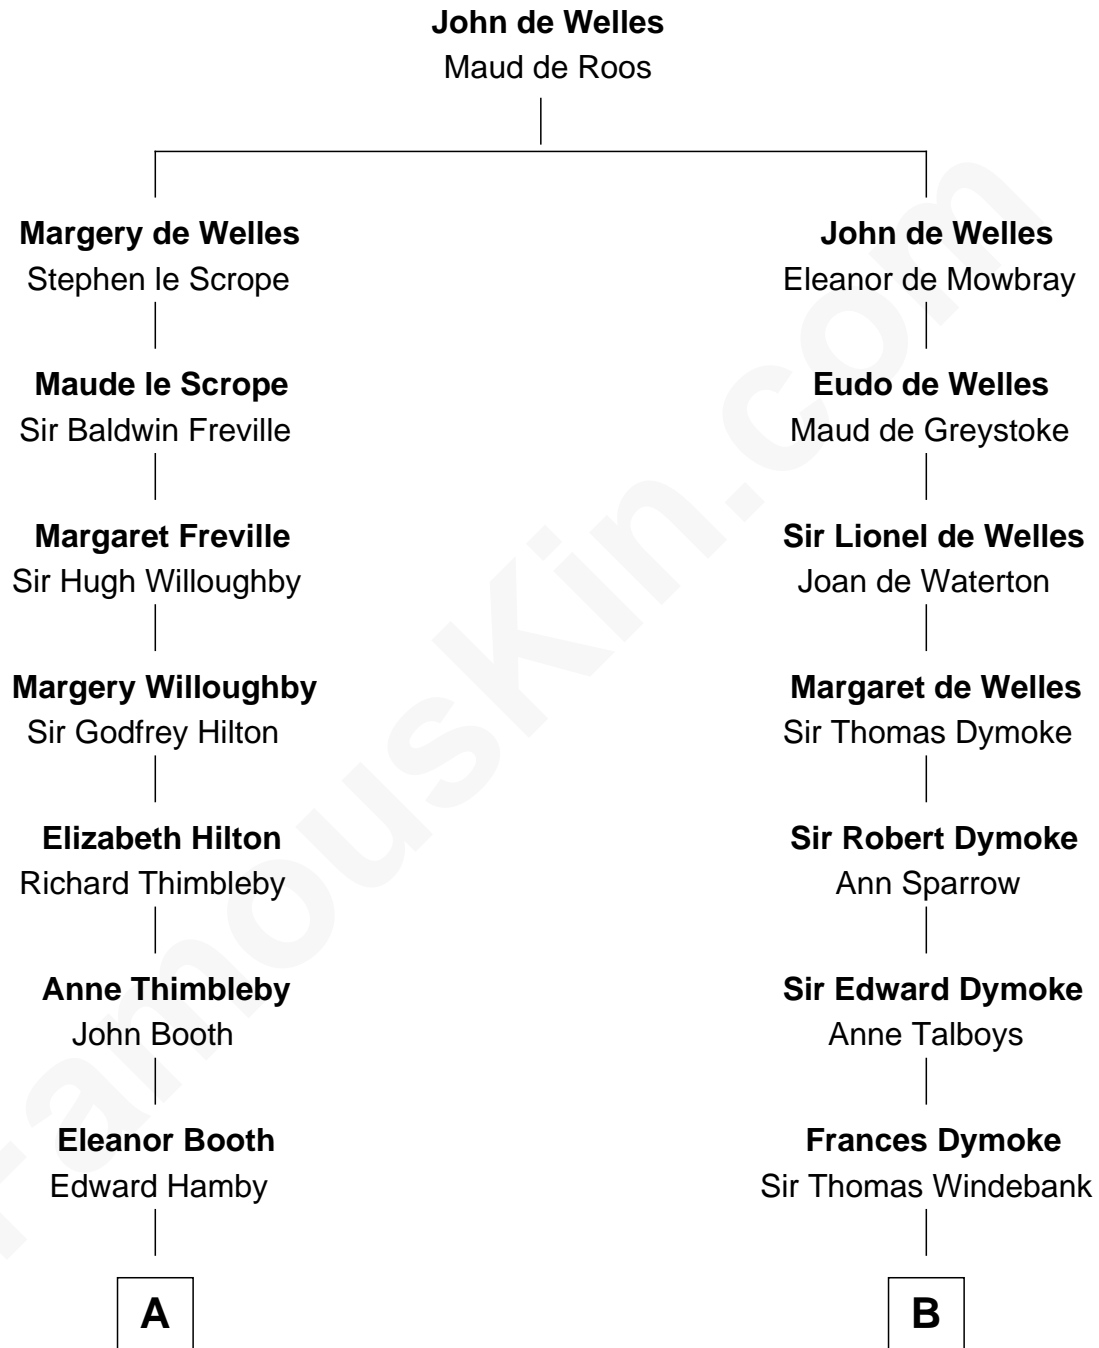 John de Welles
Maud de Roos
Margery de Welles
Stephen le Scrope
John de Welles
Eleanor de Mowbray
Maude le Scrope
Sir Baldwin Freville
Eudo de Welles
Maud de Greystoke
Margaret Freville
Sir Hugh Willoughby
Sir Lionel de Welles
Joan de Waterton
Margery Willoughby
Sir Godfrey Hilton
Margaret de Welles
Sir Thomas Dymoke
Elizabeth Hilton
Richard Thimbleby
Sir Robert Dymoke
Ann Sparrow
Anne Thimbleby
John Booth
Sir Edward Dymoke
Anne Talboys
Eleanor Booth
Edward Hamby
Frances Dymoke
Sir Thomas Windebank
A
B
FamousKin.com